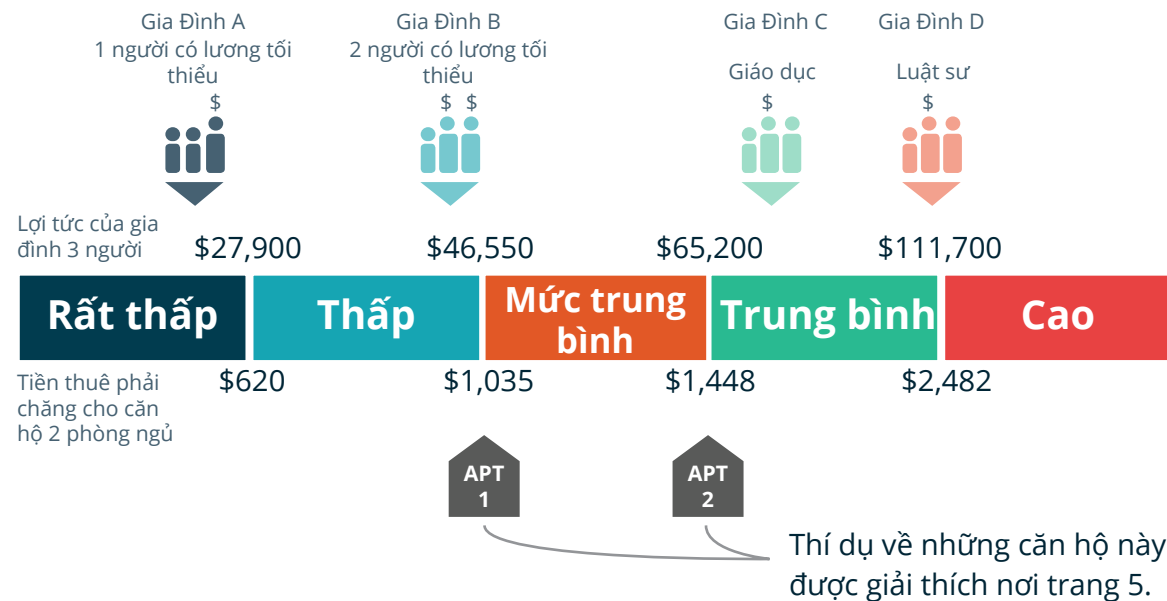 Gia Đình A
1 người có lương tối
thiểu
$
Gia Đình B
2 người có lương tối
thiểu
$ $
Gia Đình C
Giáo dục
$
Gia Đình D
Luật sư
$
Lợi tức của gia
đình 3 người
$27,900
$46,550
$65,200
$111,700
Rất thấp
Thấp
Mức trung
bình
Trung bình
Cao
Tiền thuê phải
chăng cho căn
hộ 2 phòng ngủ
$620
$1,035
$1,448
$2,482
APT
1
APT
2
Thí dụ về những căn hộ này
được giải thích nơi trang 5.